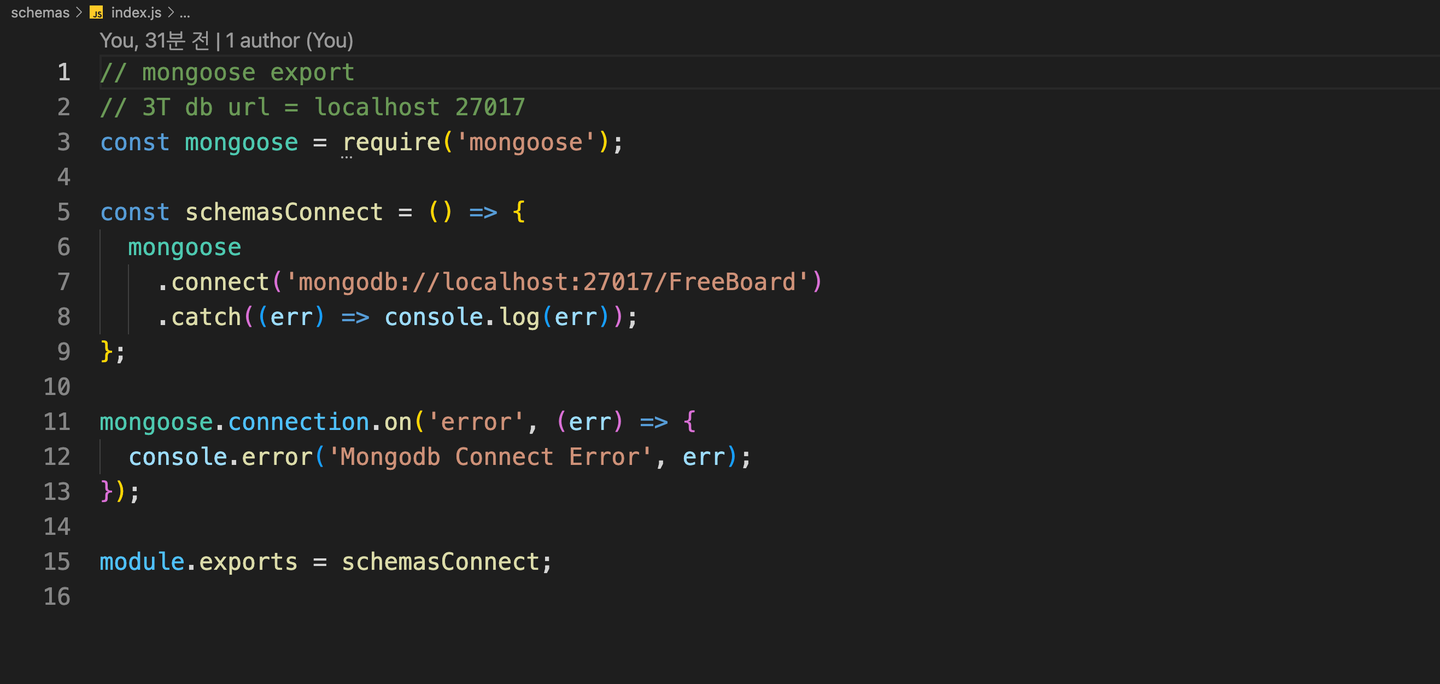 schemas > JS index.js > ...
You, 31분 전 | 1 author (You)
1 // mongoose export
2 // 3T db url = localhost 27017
3 const mongoose = require('mongoose');
4
5 const schemasConnect = () => {
6   mongoose
7     .connect('mongodb://localhost:27017/FreeBoard')
8     .catch((err) => console.log(err));
9 };
10
11 mongoose.connection.on('error', (err) => {
12   console.error('Mongodb Connect Error', err);
13 });
14
15 module.exports = schemasConnect;
16